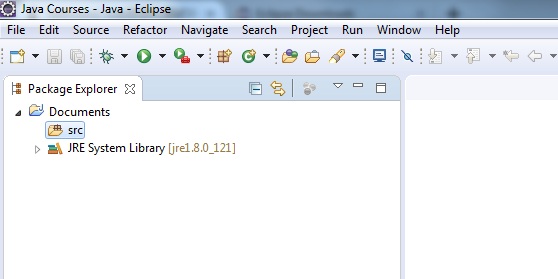 Java Courses - Java - Eclipse
File Edit Source Refactor Navigate Search Project Run Window Help
Package Explorer
Documents
src
JRE System Library [jre1.8.0_121]